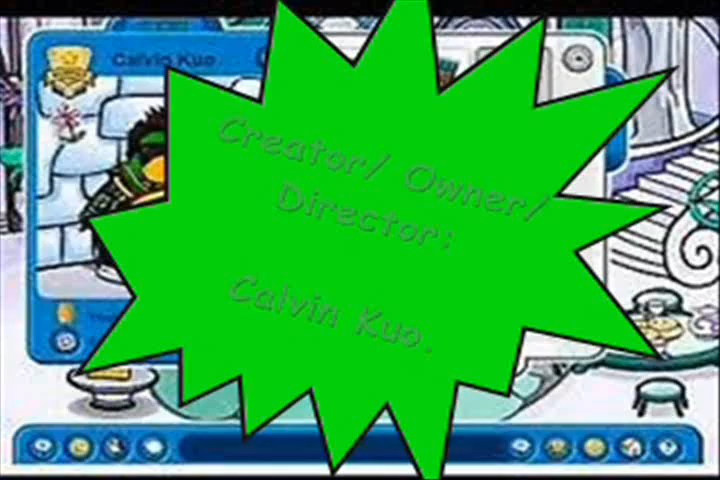 Calvin Kuo
Creator/ Owner/
Director:
Calvin Kuo.